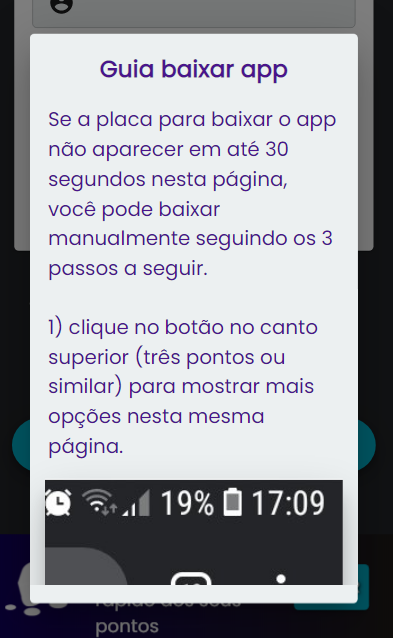 Guia baixar app
Se a placa para baixar o app
não aparecer em até 30
segundos nesta página,
você pode baixar
manualmente seguindo os 3
passos a seguir.
1) clique no botão no canto
superior (três pontos ou
similar) para mostrar mais
opções nesta mesma
página.
19% 17:09
pontos